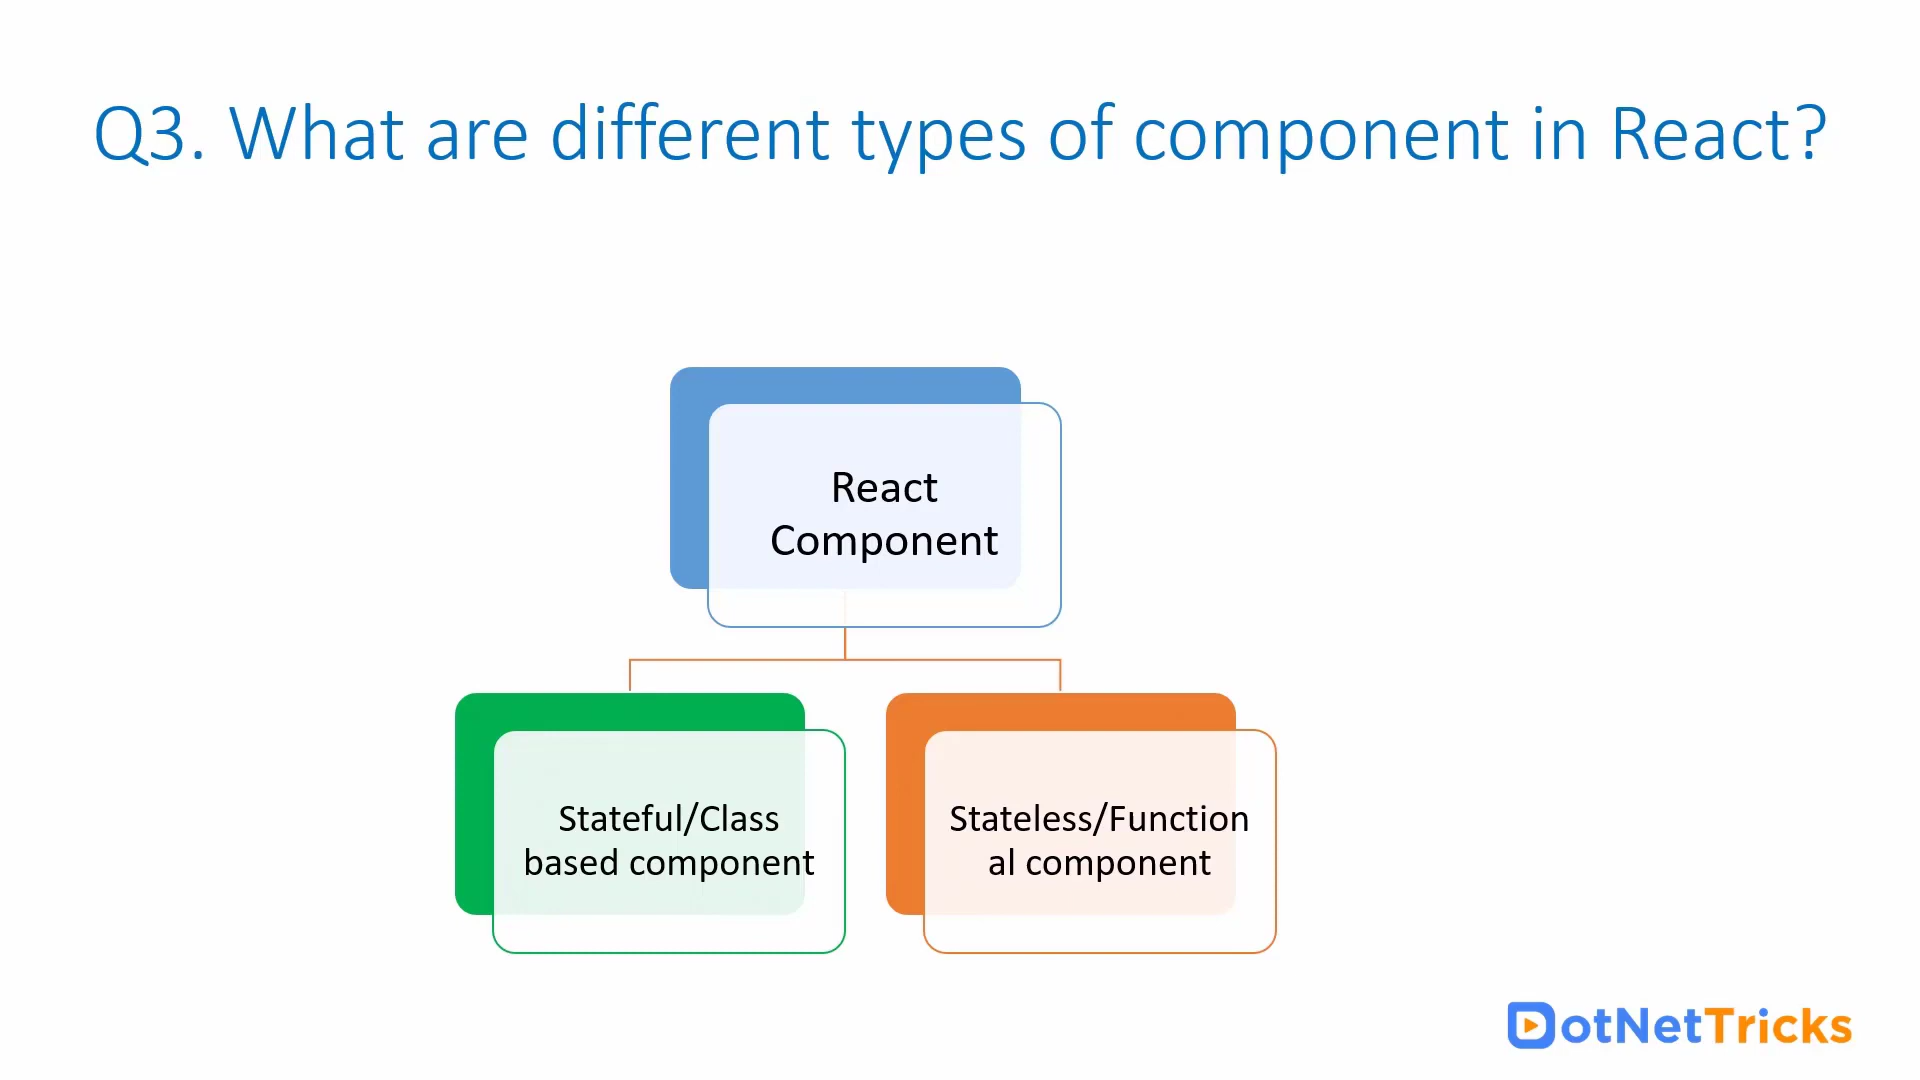 Q3. What are different types of component in React?
React
Component
Stateful/Class
based component
Stateless/Function
al component
DotNetTricks